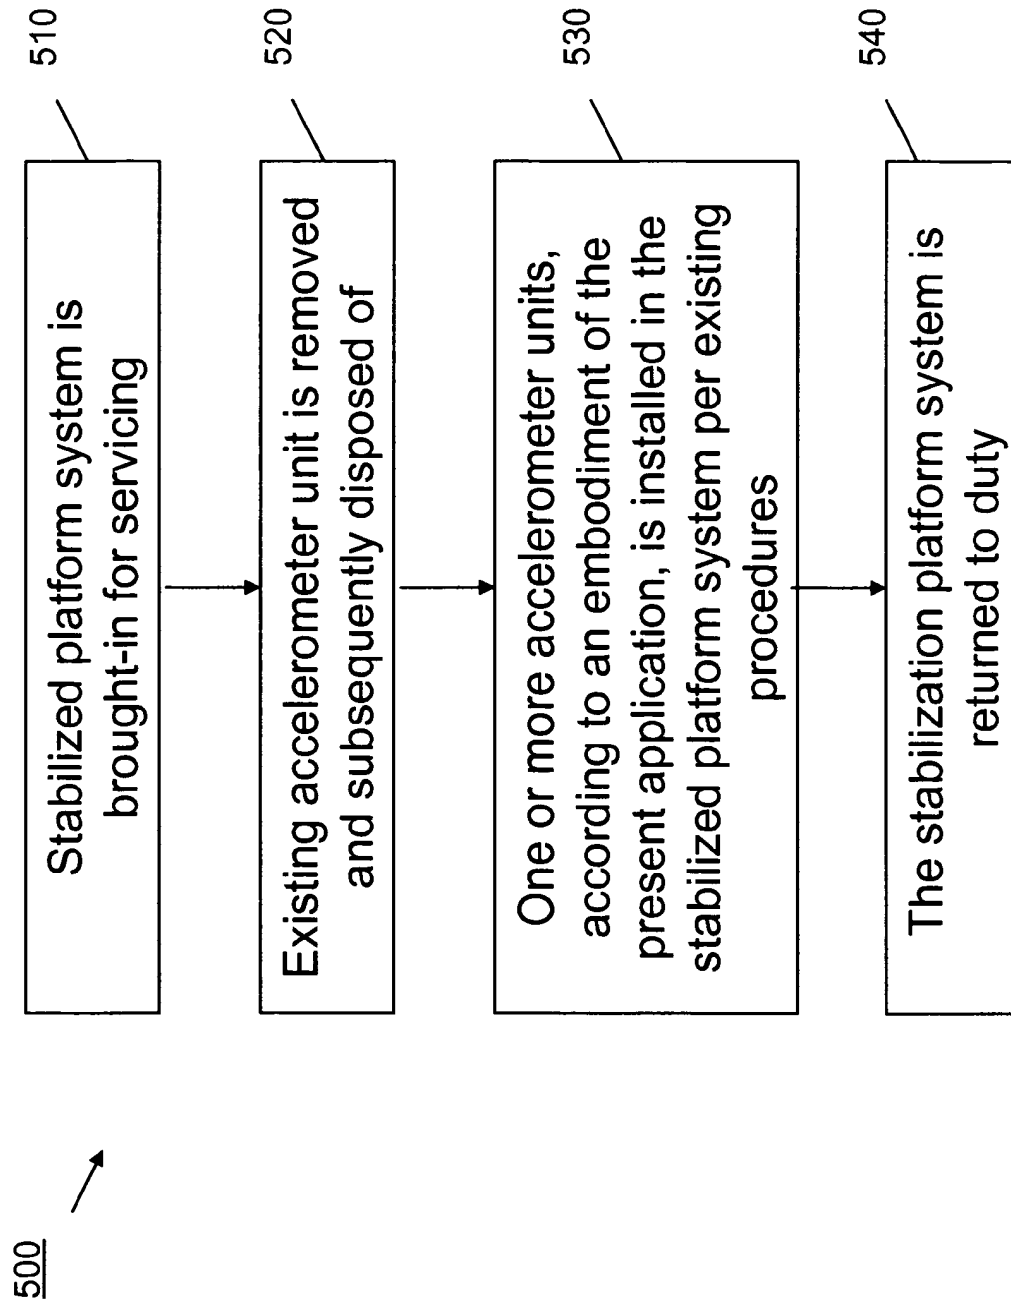 500
Stabilized platform system is
brought-in for servicing
510
Existing accelerometer unit is removed
and subsequently disposed of
520
One or more accelerometer units,
according to an embodiment of the
present application, is installed in the
stabilized platform system per existing
procedures
530
The stabilization platform system is
returned to duty
540